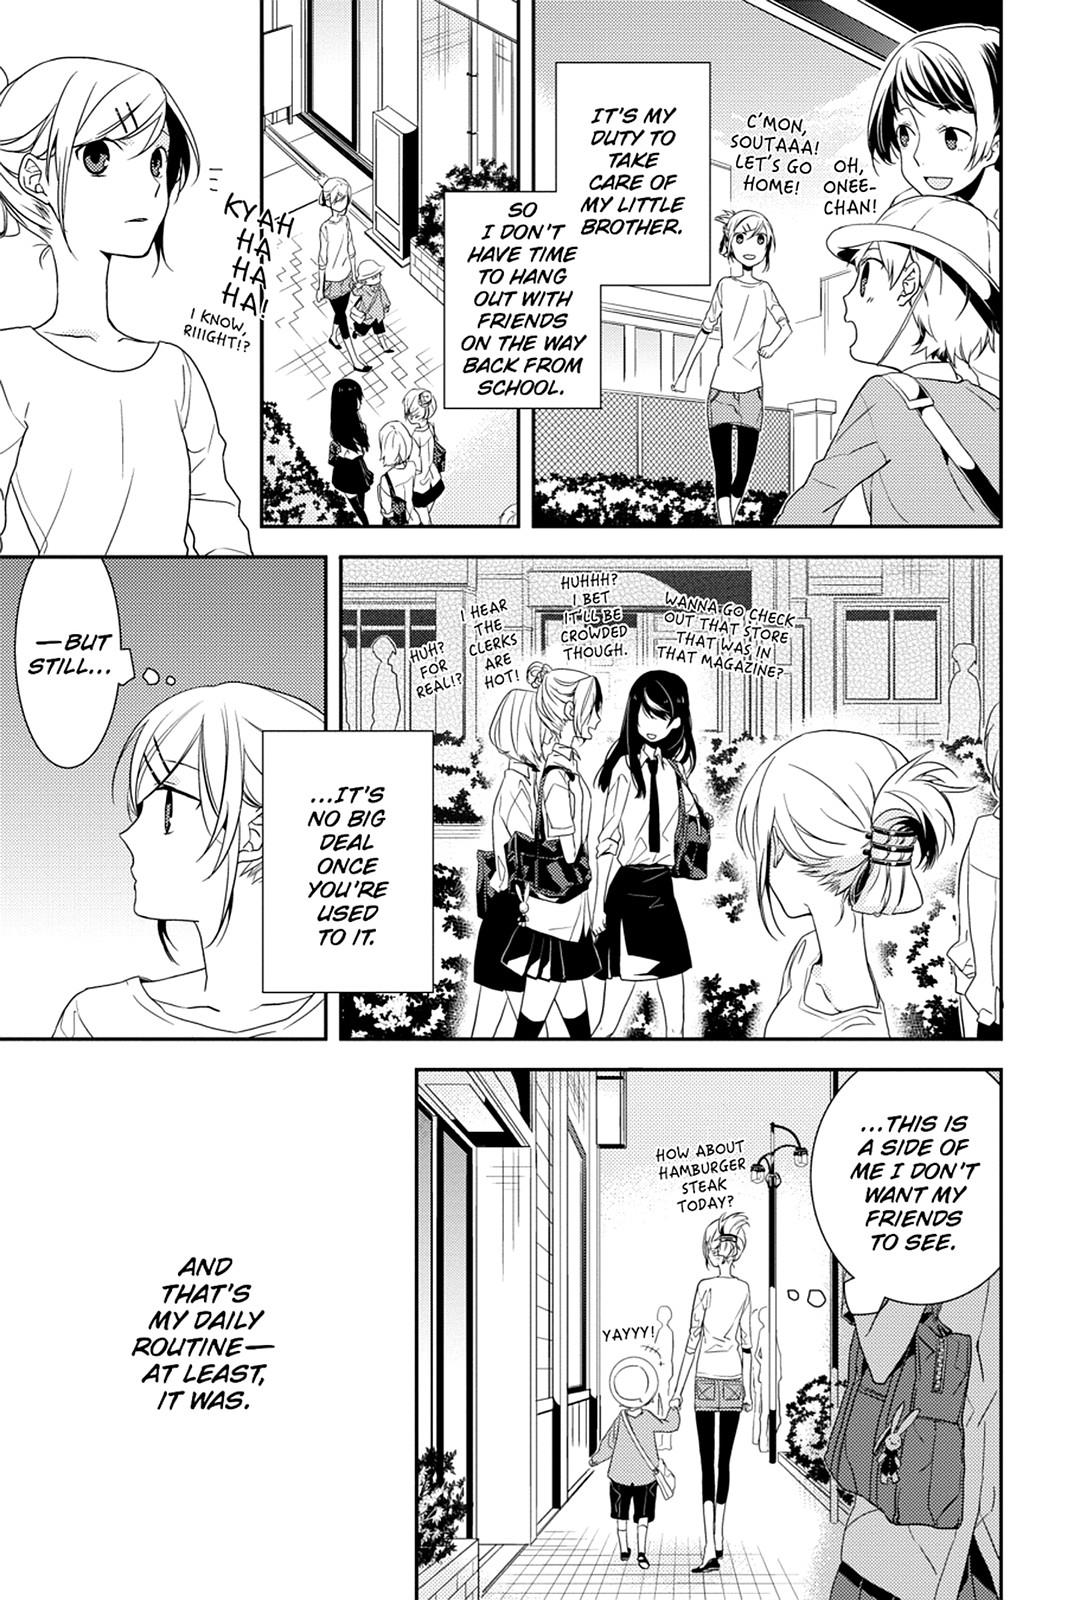 IT'S MY
DUTY TO
TAKE
CARE OF
MY LITTLE
BROTHER.
C'MON,
SOUTAAA!
LET'S GO
HOME!
OH,
ONEE-
CHAN!
SO
I DON'T
HAVE TIME
TO HANG
OUT WITH
FRIENDS
ON THE WAY
BACK FROM
SCHOOL.
KYAH
HA
HA
HA!
I KNOW,
RIIIGHT!?
WANNA GO CHECK
OUT THAT STORE
THAT WAS IN
THAT MAGAZINE?
HUHHH?
I BET
IT'LL BE
CROWDED
THOUGH.
I HEAR
THE
CLERKS
ARE
HOT!
HUH?
FOR
REAL!?
...IT'S
NO BIG
DEAL
ONCE
YOU'RE
USED
TO IT.
—BUT
STILL...
...THIS IS
A SIDE OF
ME I DON'T
WANT MY
FRIENDS
TO SEE.
HOW ABOUT
HAMBURGER
STEAK
TODAY?
YAYYY!
AND
THAT'S
MY DAILY
ROUTINE—
AT LEAST,
IT WAS.